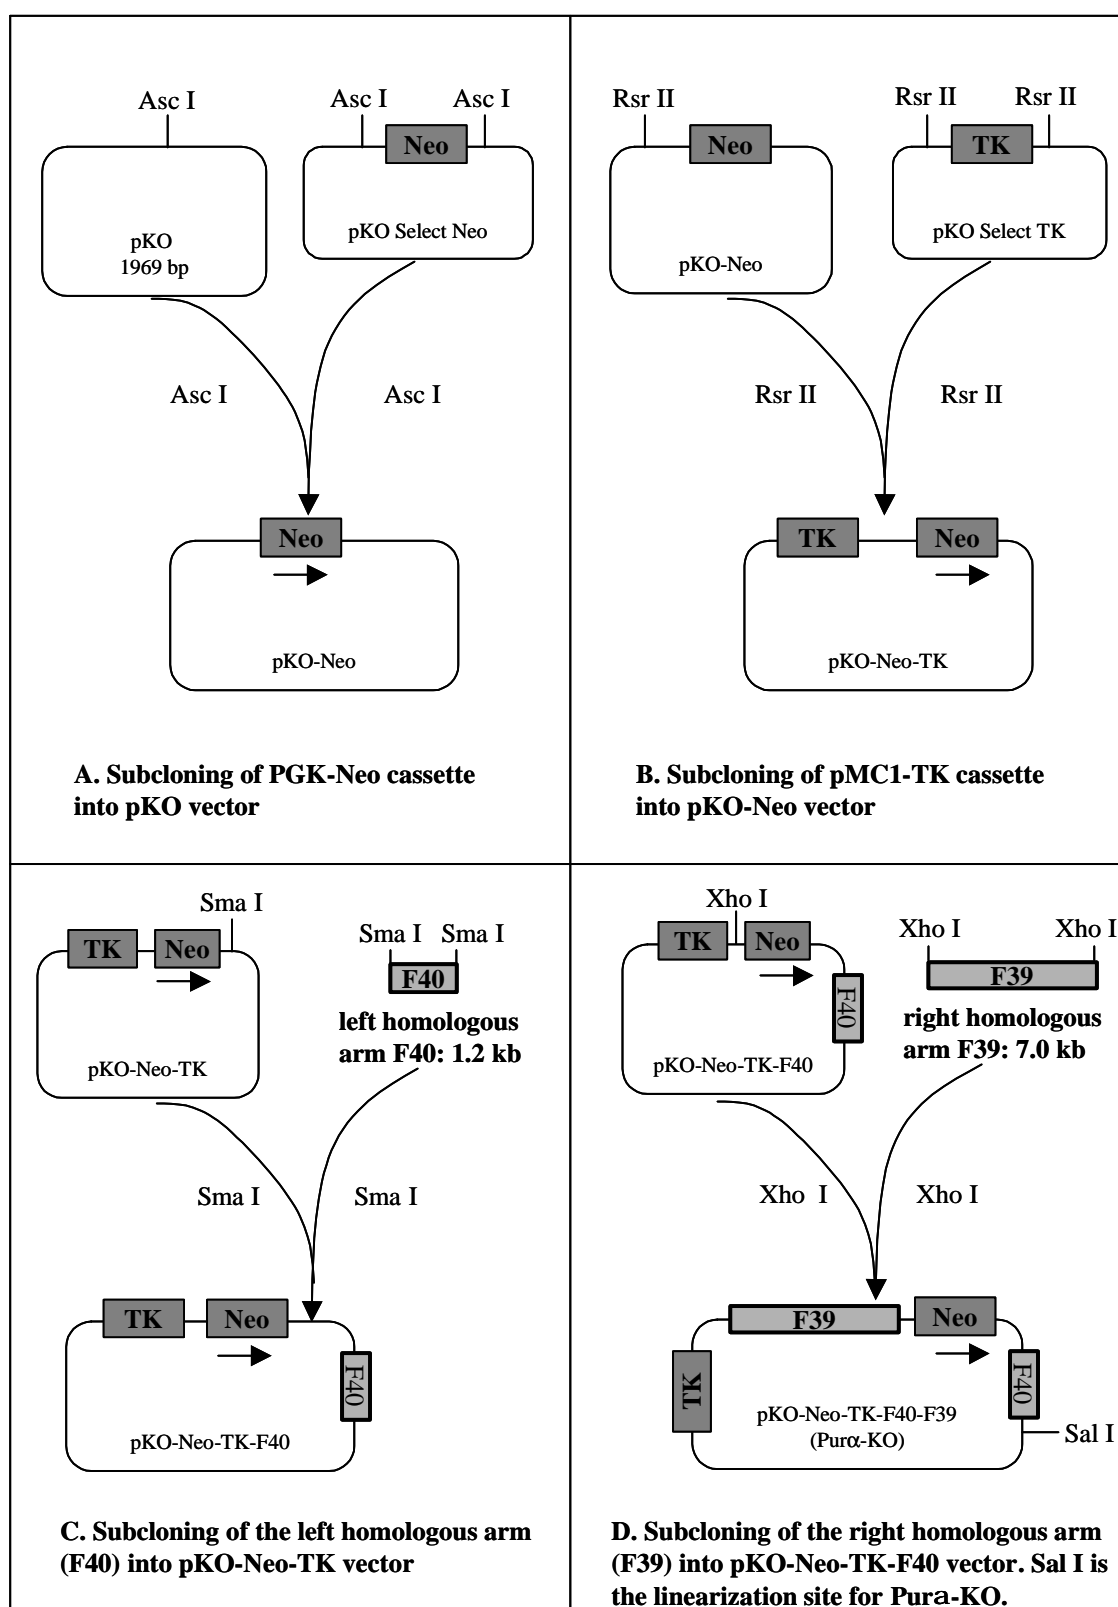 Asc I
Asc I
Asc I
Neo
pKO
1969 bp
pKO Select Neo
Asc I
Asc I
Neo
pKO-Neo
A. Subcloning of PGK-Neo cassette
into pKO vector
Rsr II
Rsr II
Rsr II
Neo
TK
pKO-Neo
pKO Select TK
Rsr II
Rsr II
TK
Neo
pKO-Neo-TK
B. Subcloning of pMC1-TK cassette
into pKO-Neo vector
Sma I
TK
Neo
Sma I
Sma I
F40
left homologous
arm F40: 1.2 kb
pKO-Neo-TK
Sma I
Sma I
TK
Neo
F40
pKO-Neo-TK-F40
C. Subcloning of the left homologous arm
(F40) into pKO-Neo-TK vector
Xho I
TK
Neo
F40
Xho I
Xho I
F39
right homologous
arm F39: 7.0 kb
pKO-Neo-TK-F40
Xho I
Xho I
F39
Neo
TK
F40
pKO-Neo-TK-F40-F39
(Purα-KO)
Sal I
D. Subcloning of the right homologous arm
(F39) into pKO-Neo-TK-F40 vector. Sal I is
the linearization site for Pura-KO.